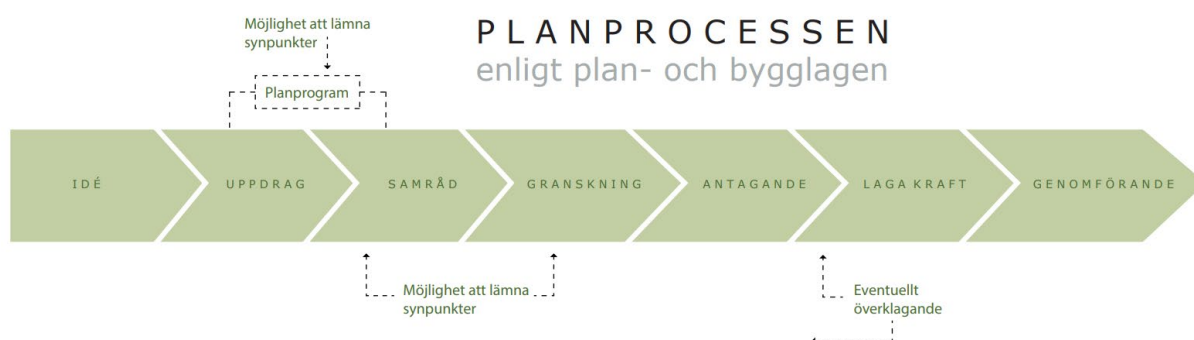 Möjlighet att lämna
synpunkter
PLANPROCESSEN
enligt plan- och bygglagen
Planprogram
IDÉ
UPPDRAG
SAMRÅD
GRANSKNING
ANTAGANDE
LAGA KRAFT
GENOMFÖRANDE
Möjlighet att lämna
synpunkter
Eventuellt
överklagande